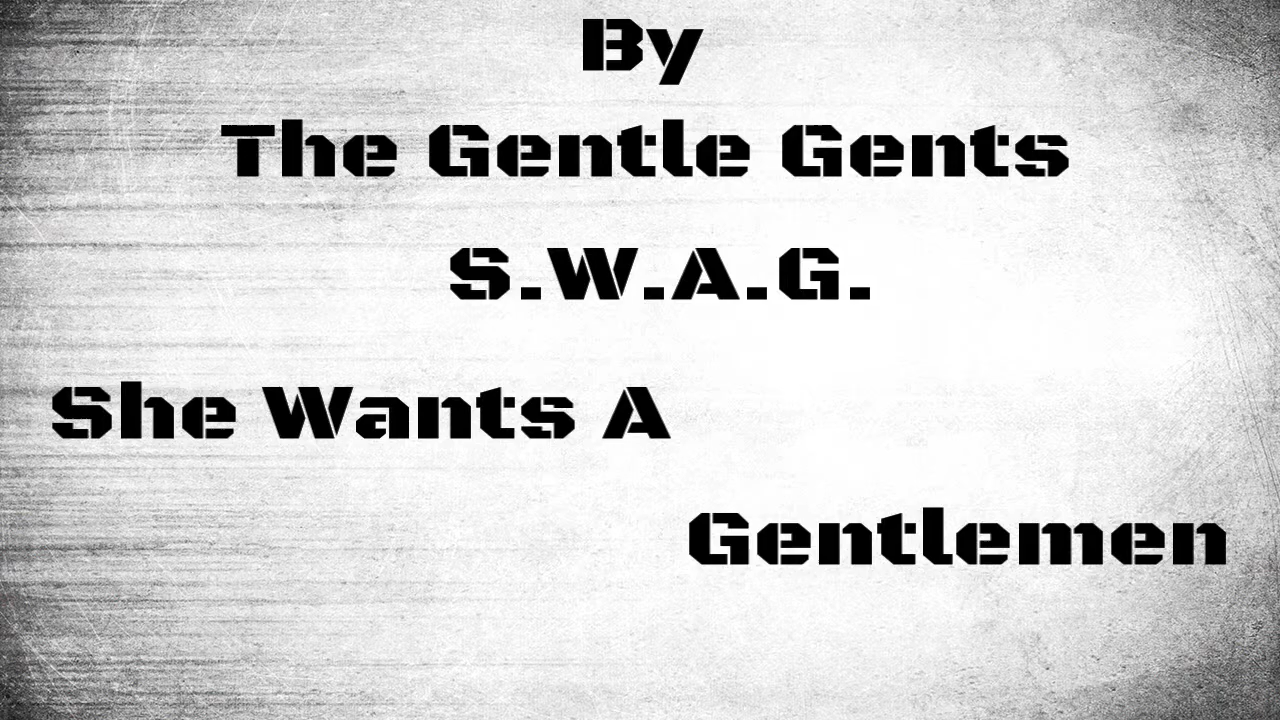 By
The Gentle Gents
S.W.A.G.
She Wants A
Gentlemen